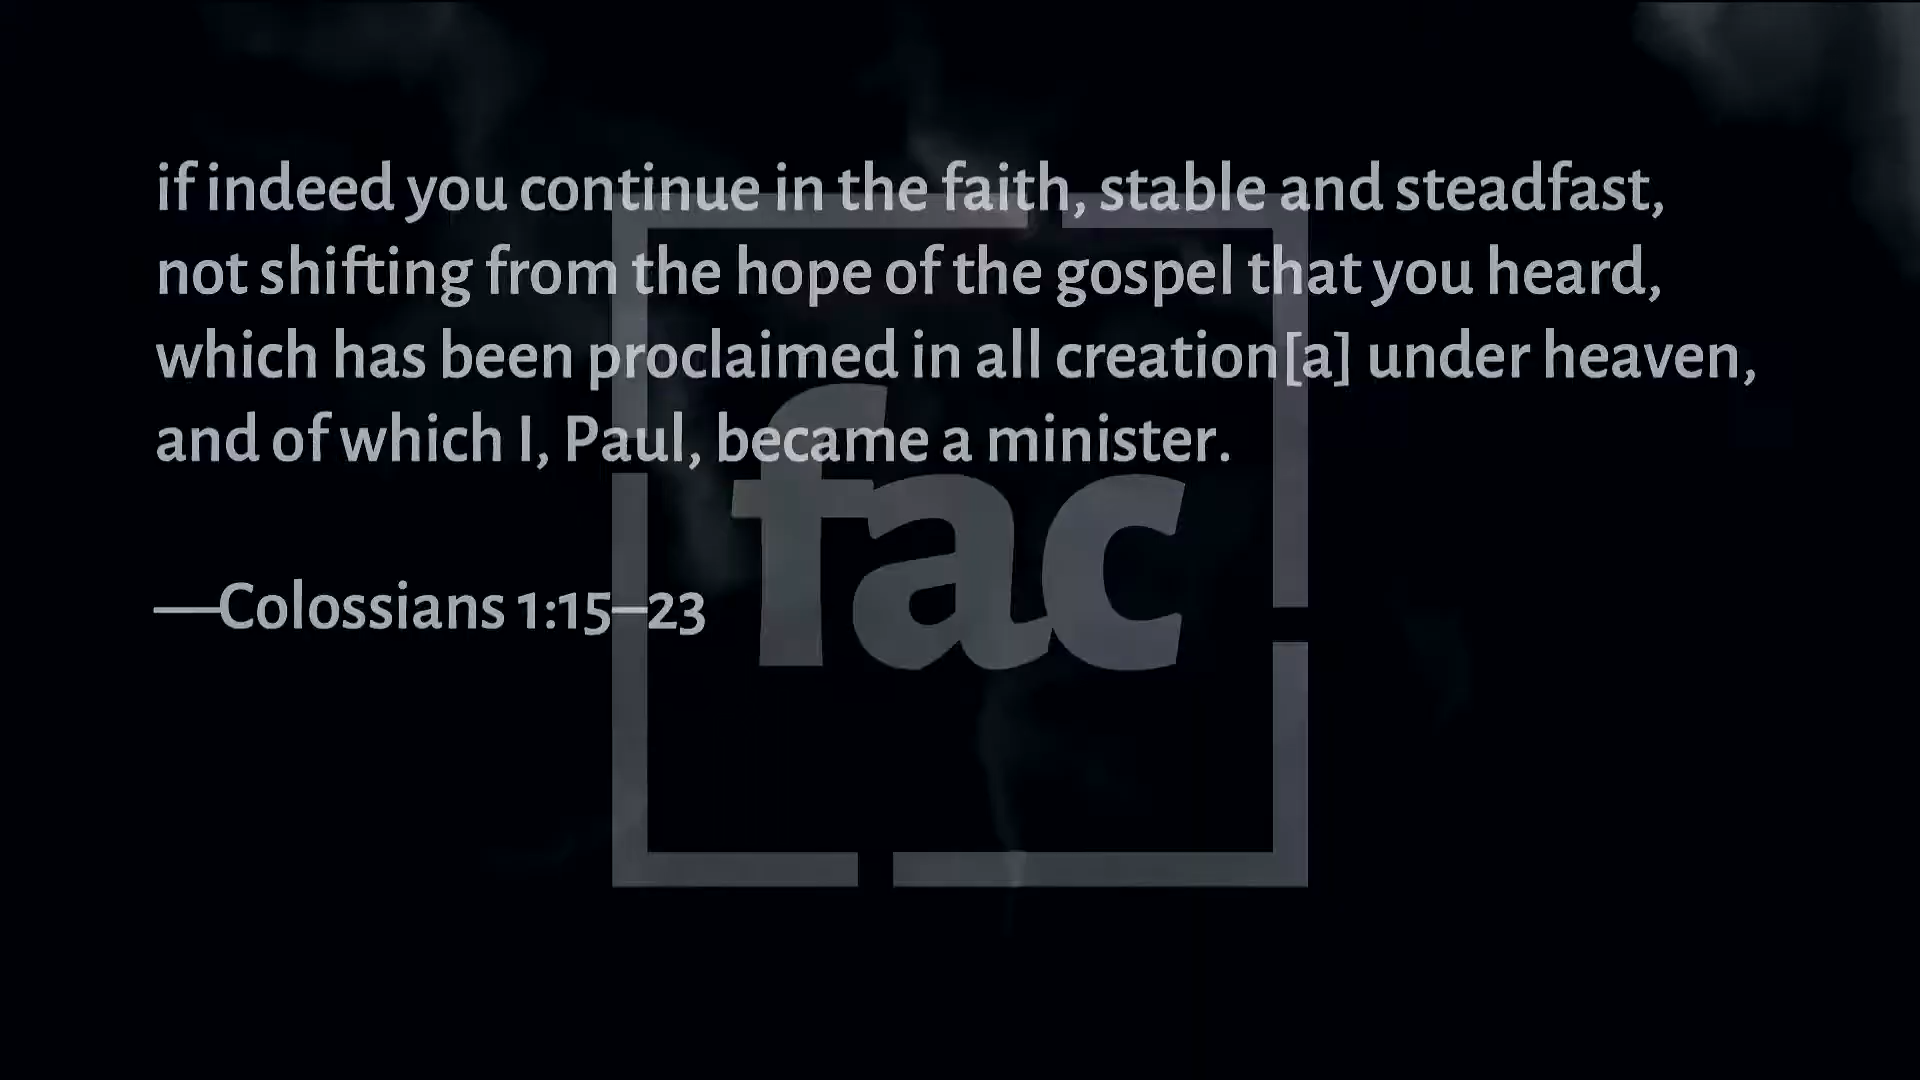 if indeed you continue in the faith, stable and steadfast,
not shifting from the hope of the gospel that you heard,
which has been proclaimed in all creation[a] under heaven,
and of which I, Paul, became a minister.
—Colossians 1:15–23
fac